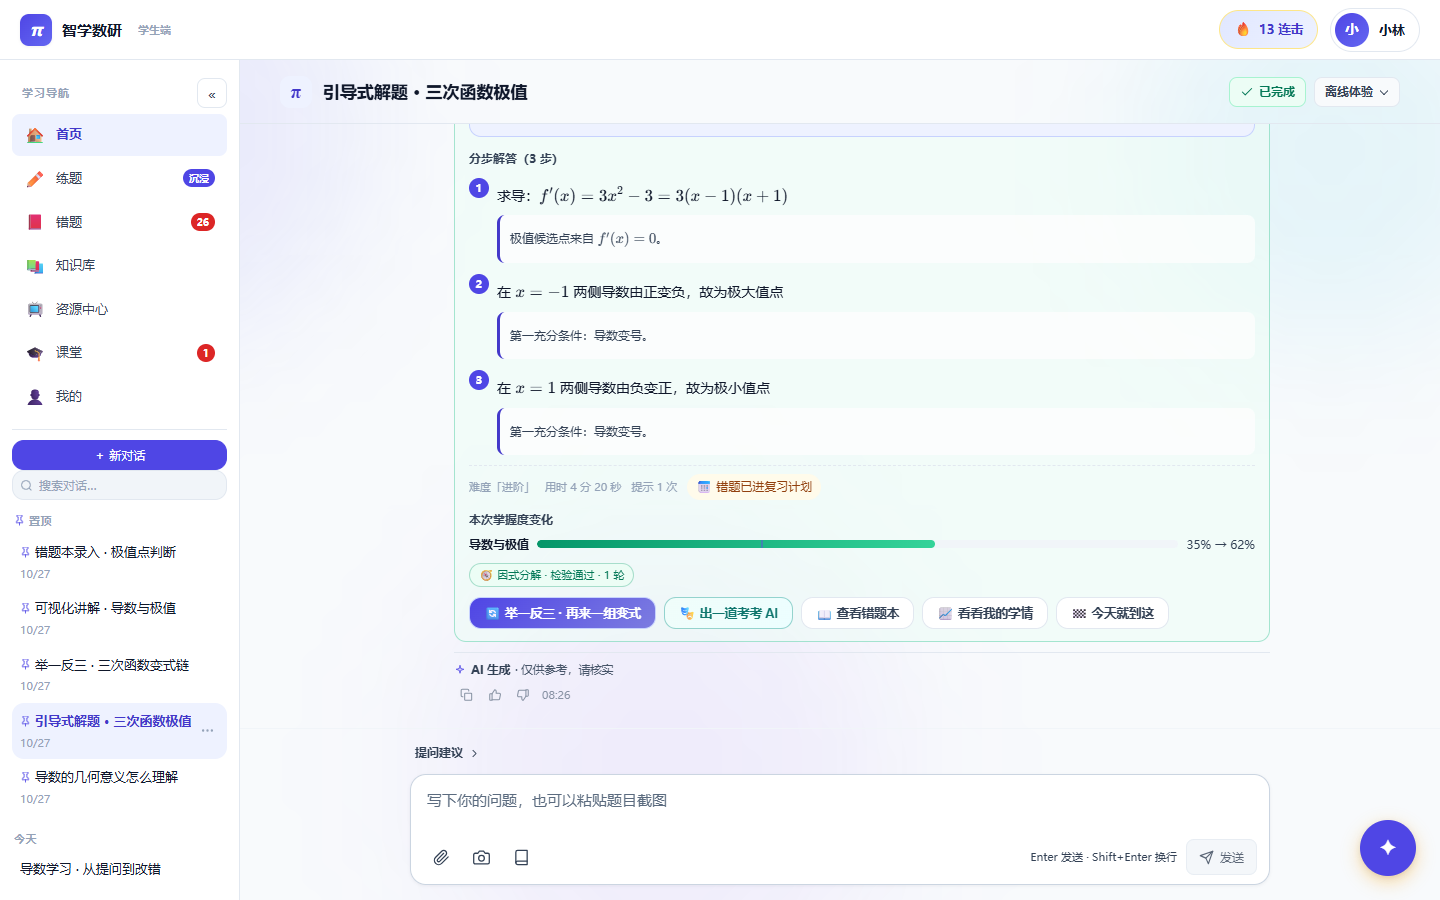 π 智学数研 学生端
🔥 13 连击
小 小林
学习导航 «
首页
练题 沉浸
错题 26
知识库
资源中心
课堂 1
我的
+ 新对话
搜索对话...
置顶
错题本录入 · 极值点判断
10/27
可视化讲解 · 导数与极值
10/27
举一反三 · 三次函数变式链
10/27
引导式解题 • 三次函数极值 ...
10/27
导数的几何意义怎么理解
10/27
今天
导数学习 · 从提问到改错
π 引导式解题 • 三次函数极值
已完成
离线体验
分步解答（3 步）
1 求导：f′(x) = 3x² − 3 = 3(x − 1)(x + 1)
极值候选点来自 f′(x) = 0。
2 在 x = −1 两侧导数由正变负，故为极大值点
第一充分条件：导数变号。
3 在 x = 1 两侧导数由负变正，故为极小值点
第一充分条件：导数变号。
难度「进阶」 用时 4 分 20 秒 提示 1 次 错题已进复习计划
本次掌握度变化
导数与极值 35% → 62%
因式分解 · 检验通过 · 1 轮
举一反三 · 再来一组变式
出一道考考 AI
查看错题本
看看我的学情
今天就到这
AI 生成 · 仅供参考，请核实
08:26
提问建议
写下你的问题，也可以粘贴题目截图
Enter 发送 · Shift+Enter 换行
发送